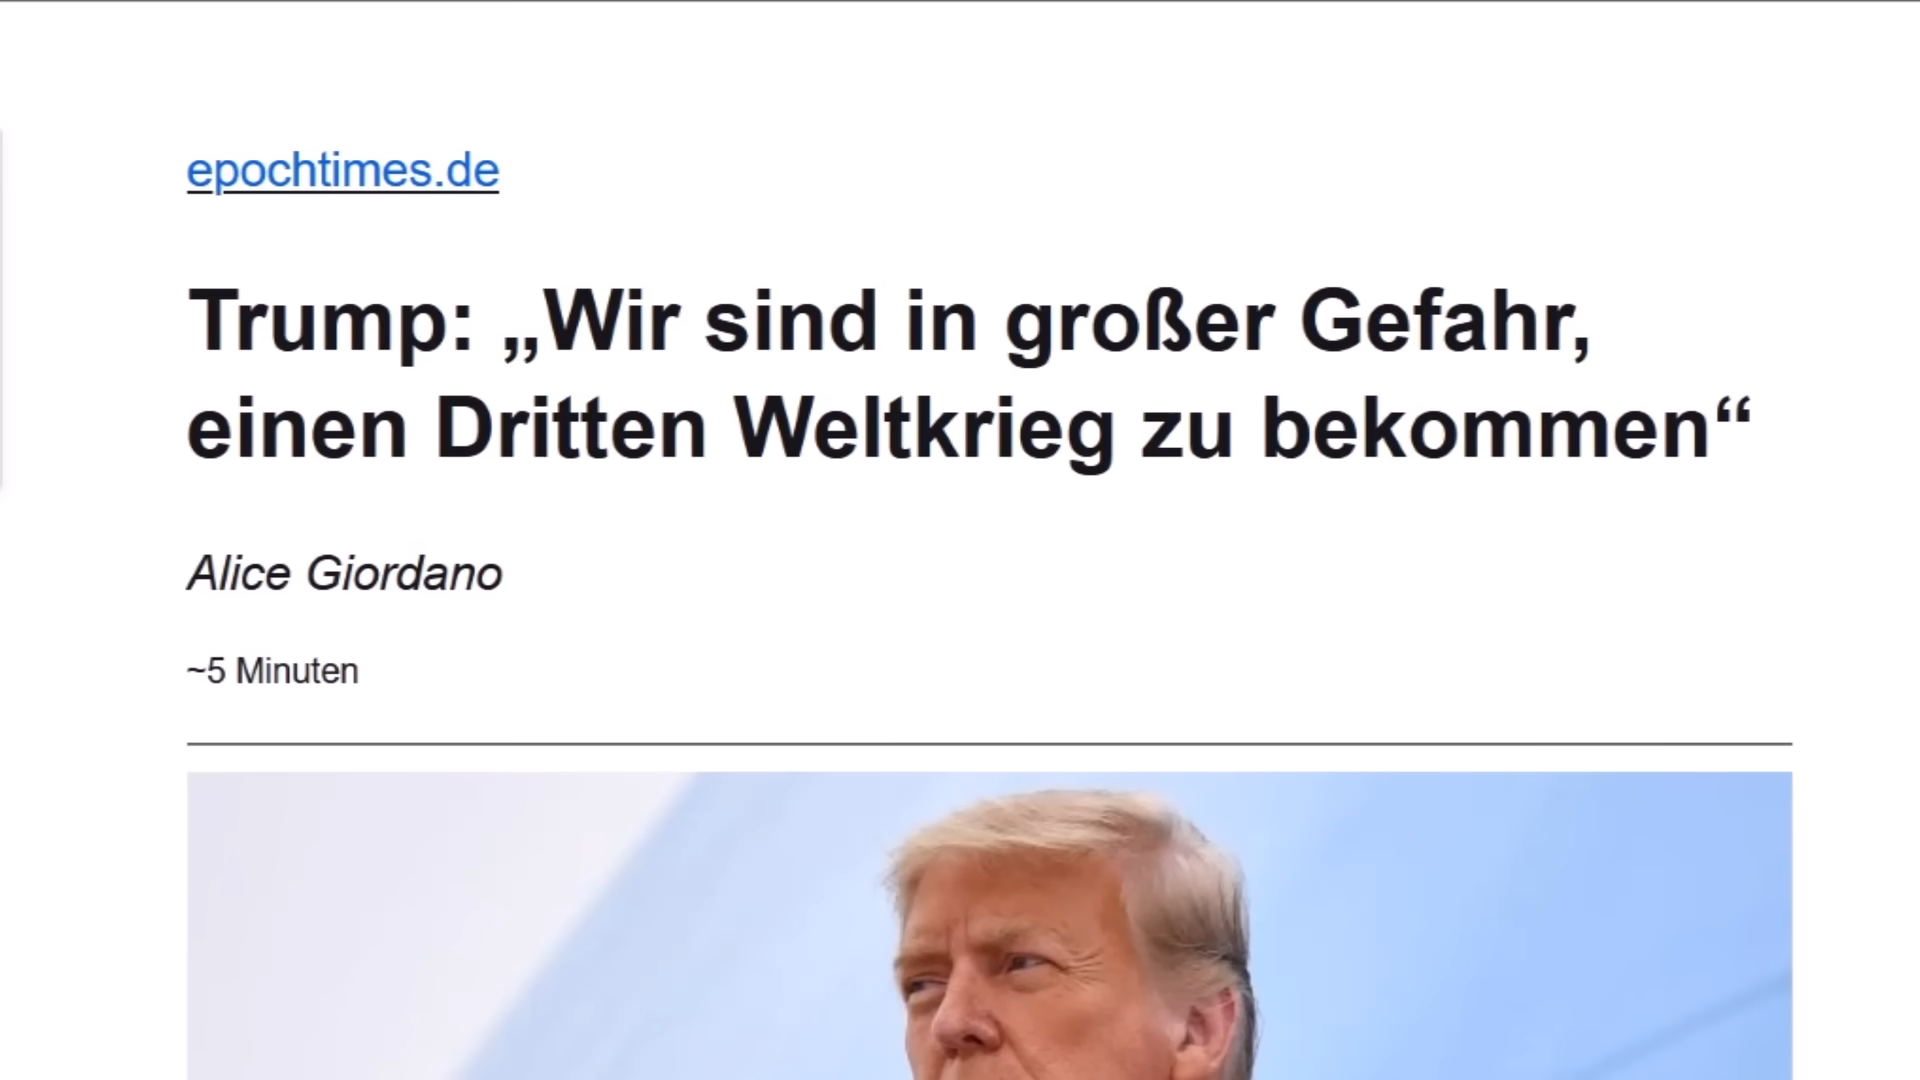 epochtimes.de
Trump: „Wir sind in großer Gefahr,
einen Dritten Weltkrieg zu bekommen“
Alice Giordano
~5 Minuten